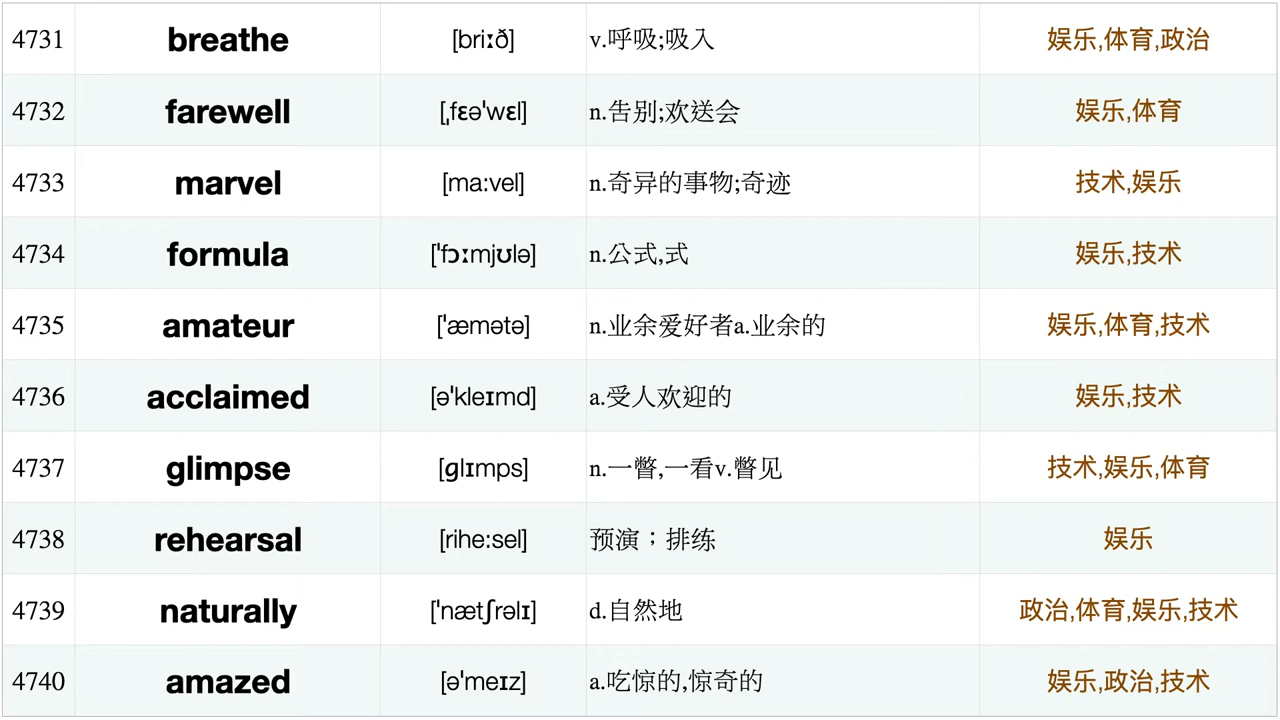 4731 breathe [briːð] v.呼吸;吸入 娱乐,体育,政治
4732 farewell [ˌfɛə'wɛl] n.告别;欢送会 娱乐,体育
4733 marvel [ma:vel] n.奇异的事物;奇迹 技术,娱乐
4734 formula ['fɔːmjʊlə] n.公式,式 娱乐,技术
4735 amateur ['æmətə] n.业余爱好者a.业余的 娱乐,体育,技术
4736 acclaimed [ə'kleɪmd] a.受人欢迎的 娱乐,技术
4737 glimpse [ɡlɪmps] n.一瞥,一看v.瞥见 技术,娱乐,体育
4738 rehearsal [rihe:sel] 预演；排练 娱乐
4739 naturally ['nætʃrəlɪ] d.自然地 政治,体育,娱乐,技术
4740 amazed [ə'meɪz] a.吃惊的,惊奇的 娱乐,政治,技术